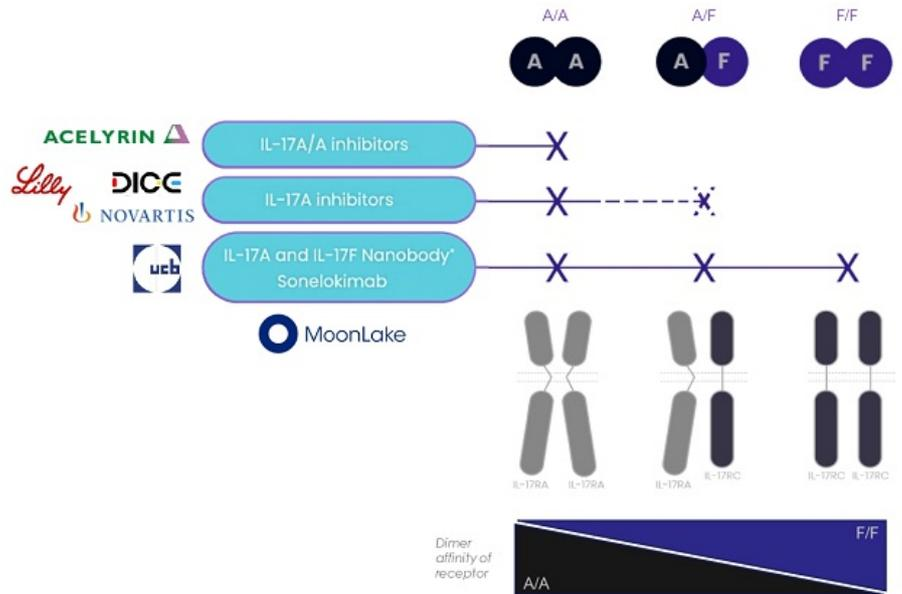 A/A
A/F
F/F
A A
A F
F F
ACELYRIN
IL-17A/A inhibitors
X
Lilly
DICE
NOVARTIS
IL-17A inhibitors
X
X
ucb
IL-17A and IL-17F Nanobody*
Sonelokimab
X
X
X
MoonLake
IL-17RA
IL-17RA
IL-17RA
IL-17RC
IL-17RC
IL-17RC
Dimer
affinity of
receptor
F/F
A/A